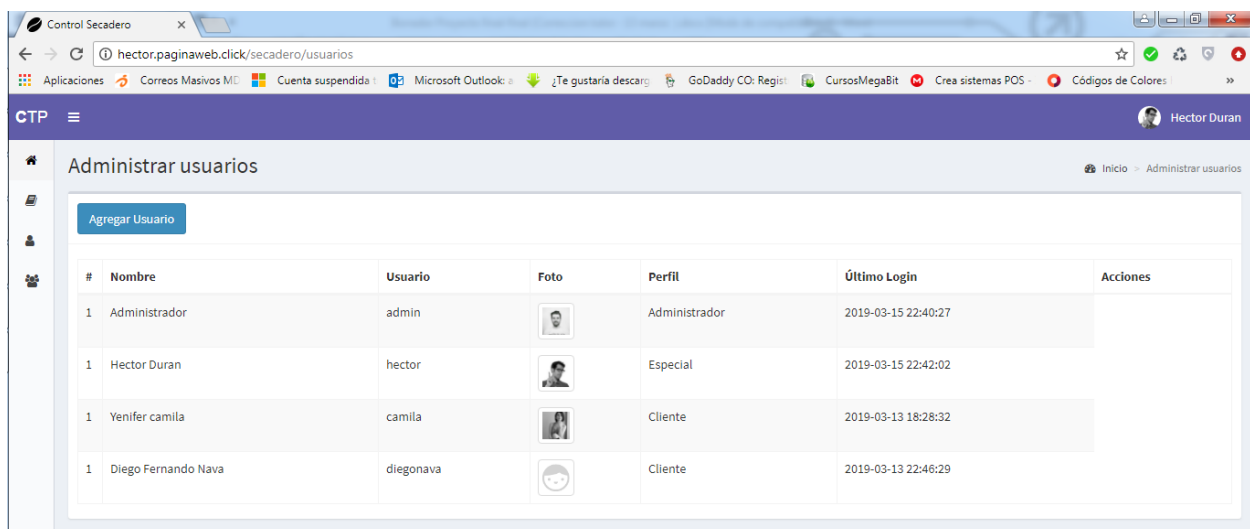 Control Secadero
hector.paginaweb.click/secadero/usuarios
Aplicaciones Correos Masivos MD Cuenta suspendida Microsoft Outlook: ¿Te gustaría descarg GoDaddy CO: Regist CursosMegaBit Crea sistemas POS - Códigos de Colores »
CTP Hector Duran
Administrar usuarios Inicio > Administrar usuarios
Agregar Usuario
# Nombre Usuario Foto Perfil Último Login Acciones
1 Administrador admin Administrador 2019-03-15 22:40:27
1 Hector Duran hector Especial 2019-03-15 22:42:02
1 Yenifer camila camila Cliente 2019-03-13 18:28:32
1 Diego Fernando Nava diegonava Cliente 2019-03-13 22:46:29